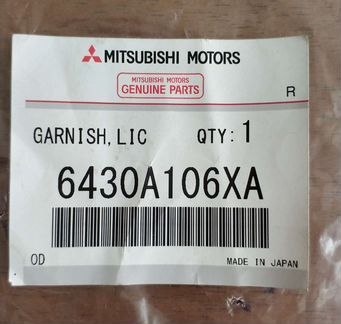 MITSUBISHI MOTORS
MITSUBISHI MOTORS
GENUINE PARTS
R
GARNISH, LIC QTY: 1
6430A106XA
OD MADE IN JAPAN